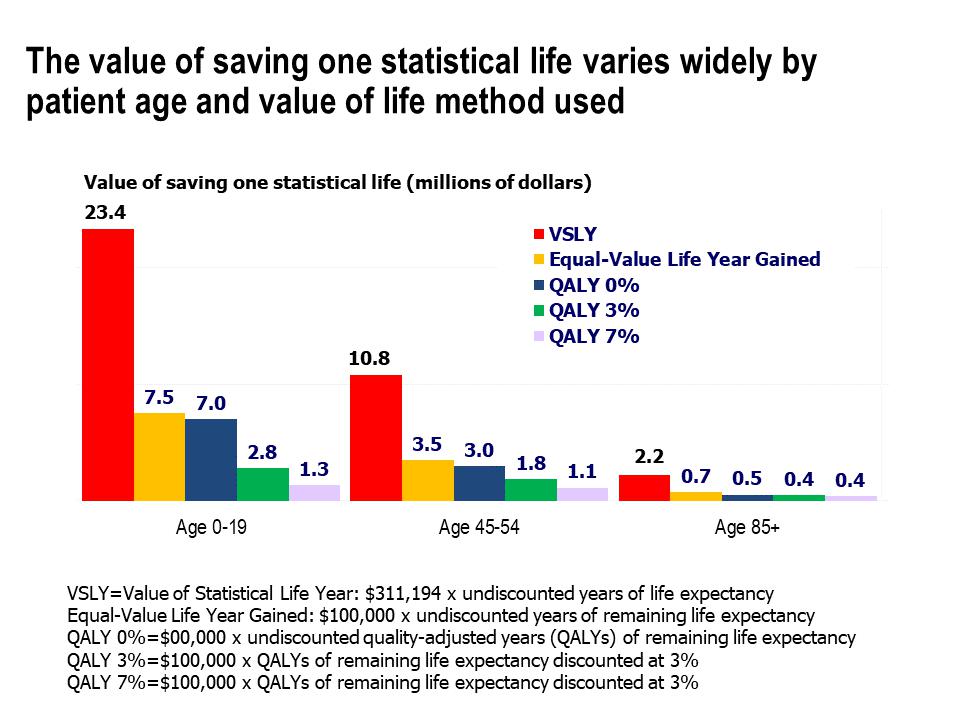 The value of saving one statistical life varies widely by
patient age and value of life method used
Value of saving one statistical life (millions of dollars)
23.4
VSLY
Equal-Value Life Year Gained
QALY 0%
QALY 3%
QALY 7%
10.8
7.5
7.0
2.8
1.3
3.5
3.0
1.8
1.1
2.2
0.7
0.5
0.4
0.4
Age 0-19
Age 45-54
Age 85+
VSLY=Value of Statistical Life Year: $311,194 x undiscounted years of life expectancy
Equal-Value Life Year Gained: $100,000 x undiscounted years of remaining life expectancy
QALY 0%=$00,000 x undiscounted quality-adjusted years (QALYs) of remaining life expectancy
QALY 3%=$100,000 x QALYs of remaining life expectancy discounted at 3%
QALY 7%=$100,000 x QALYs of remaining life expectancy discounted at 3%